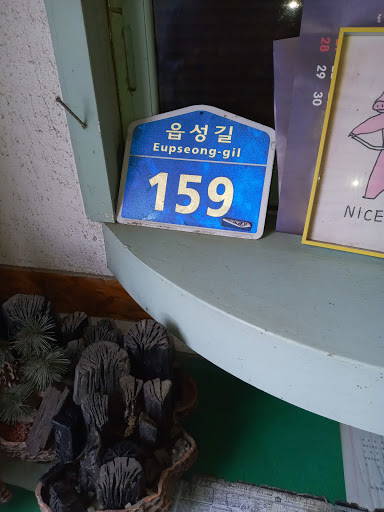 읍성길
Eupseong-gil
159
28
29
30
NICE